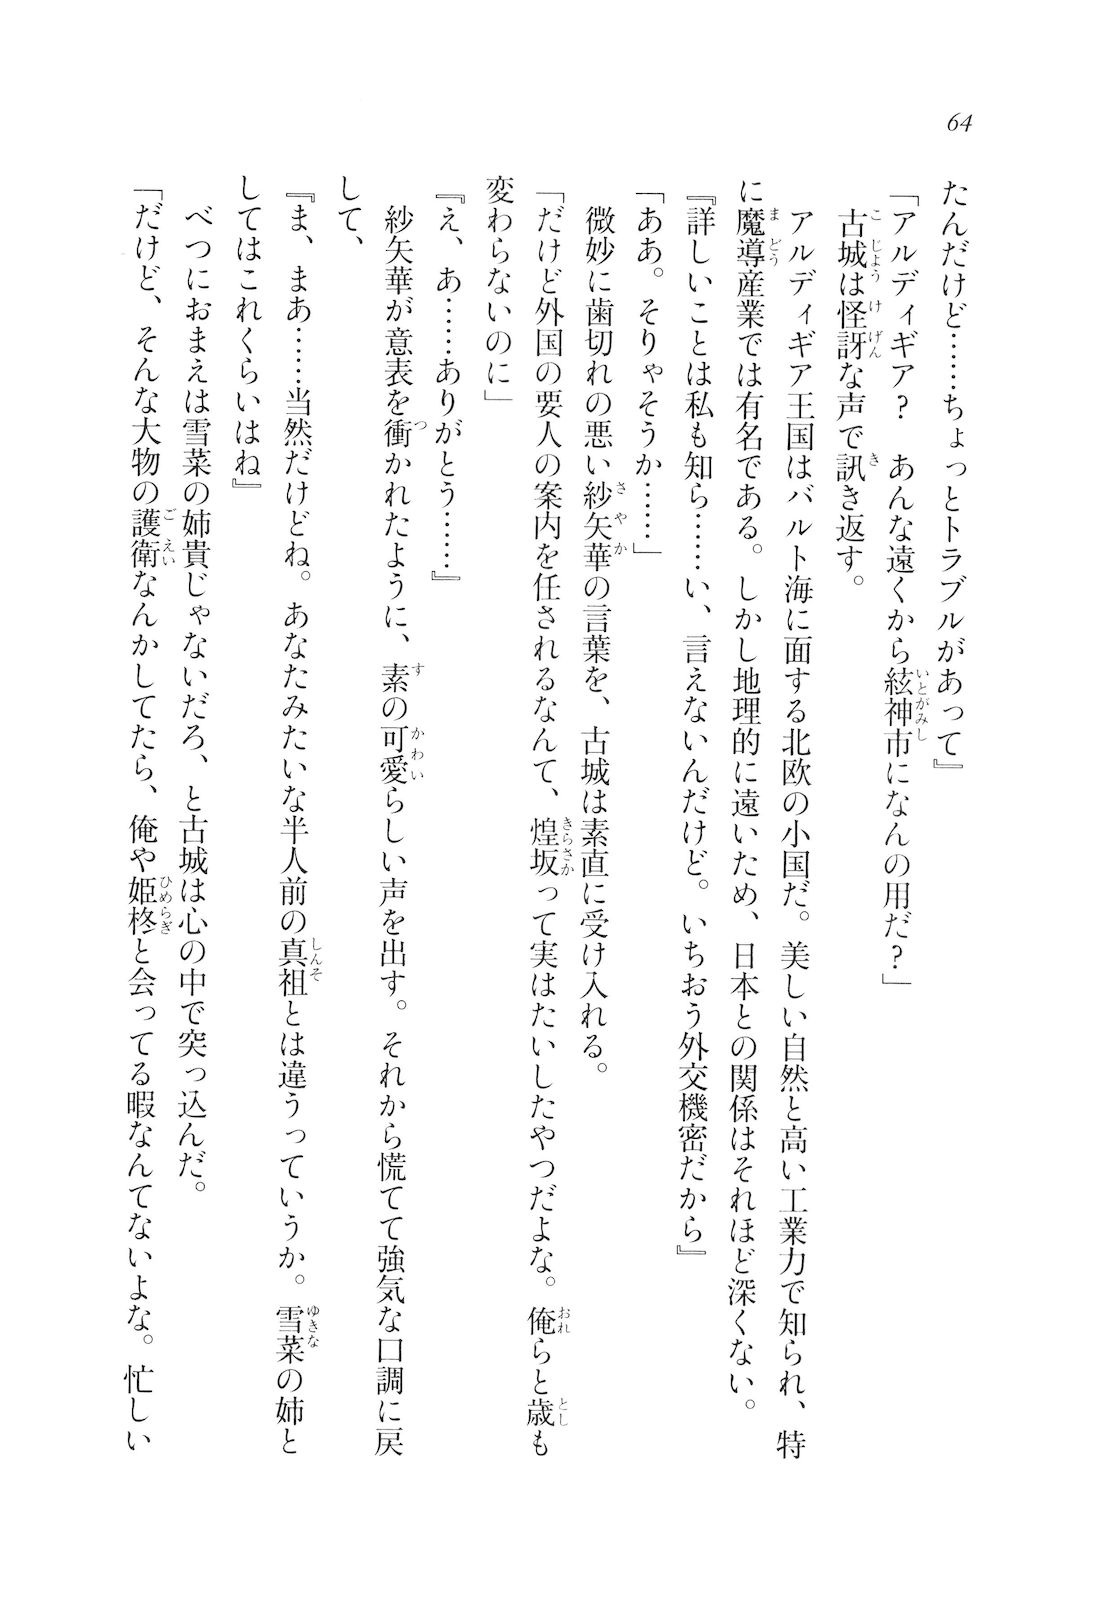 64
たんだけど……ちょっとトラブルがあって』
「アルディギア？　あんな遠くから絃神市になんの用だ？」
　古城は怪訝な声で訊き返す。
　アルディギア王国はバルト海に面する北欧の小国だ。美しい自然と高い工業力で知られ、特
に魔導産業では有名である。しかし地理的に遠いため、日本との関係はそれほど深くない。
『詳しいことは私も知ら……い、言えないんだけど。いちおう外交機密だから』
「ああ。そりゃそうか……」
　微妙に歯切れの悪い紗矢華の言葉を、古城は素直に受け入れる。
「だけど外国の要人の案内を任されるなんて、煌坂って実はたいしたやつだよな。俺らと歳も
変わらないのに」
『え、あ……ありがとう……』
　紗矢華が意表を衝かれたように、素の可愛らしい声を出す。それから慌てて強気な口調に戻
して、
『ま、まあ……当然だけどね。あなたみたいな半人前の真祖とは違うっていうか。雪菜の姉と
してはこれくらいはね』
　べつにおまえは雪菜の姉貴じゃないだろ、と古城は心の中で突っ込んだ。
「だけど、そんな大物の護衛なんかしてたら、俺や姫柊と会ってる暇なんてないよな。忙しい